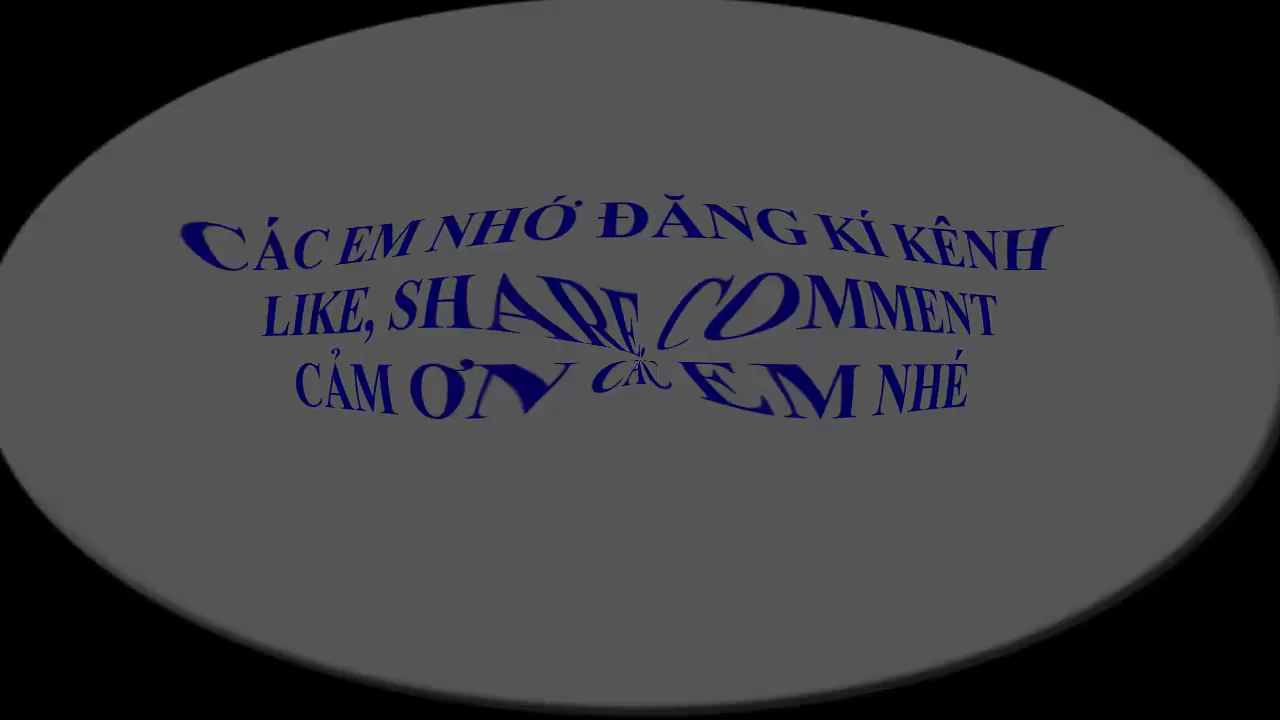 CÁC EM NHỚ ĐĂNG KÍ KÊNH
LIKE, SHARE, COMMENT
CẢM ƠN CÁC EM NHÉ